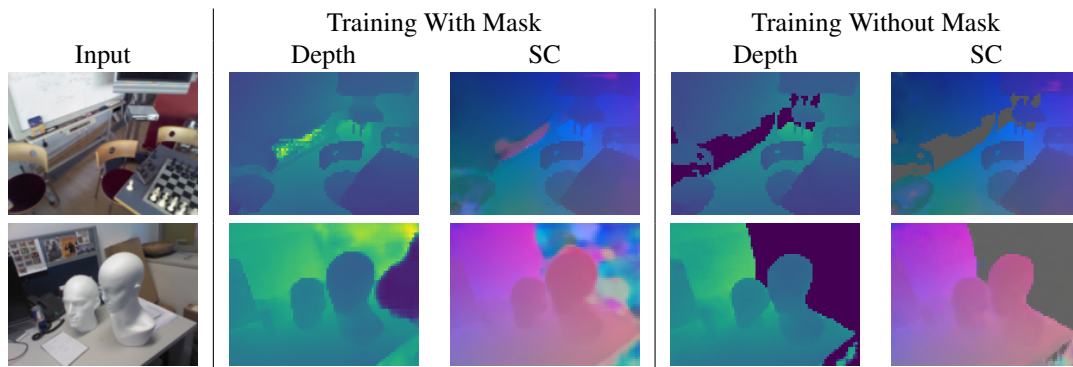 Training With Mask Training Without Mask
Input Depth SC Depth SC